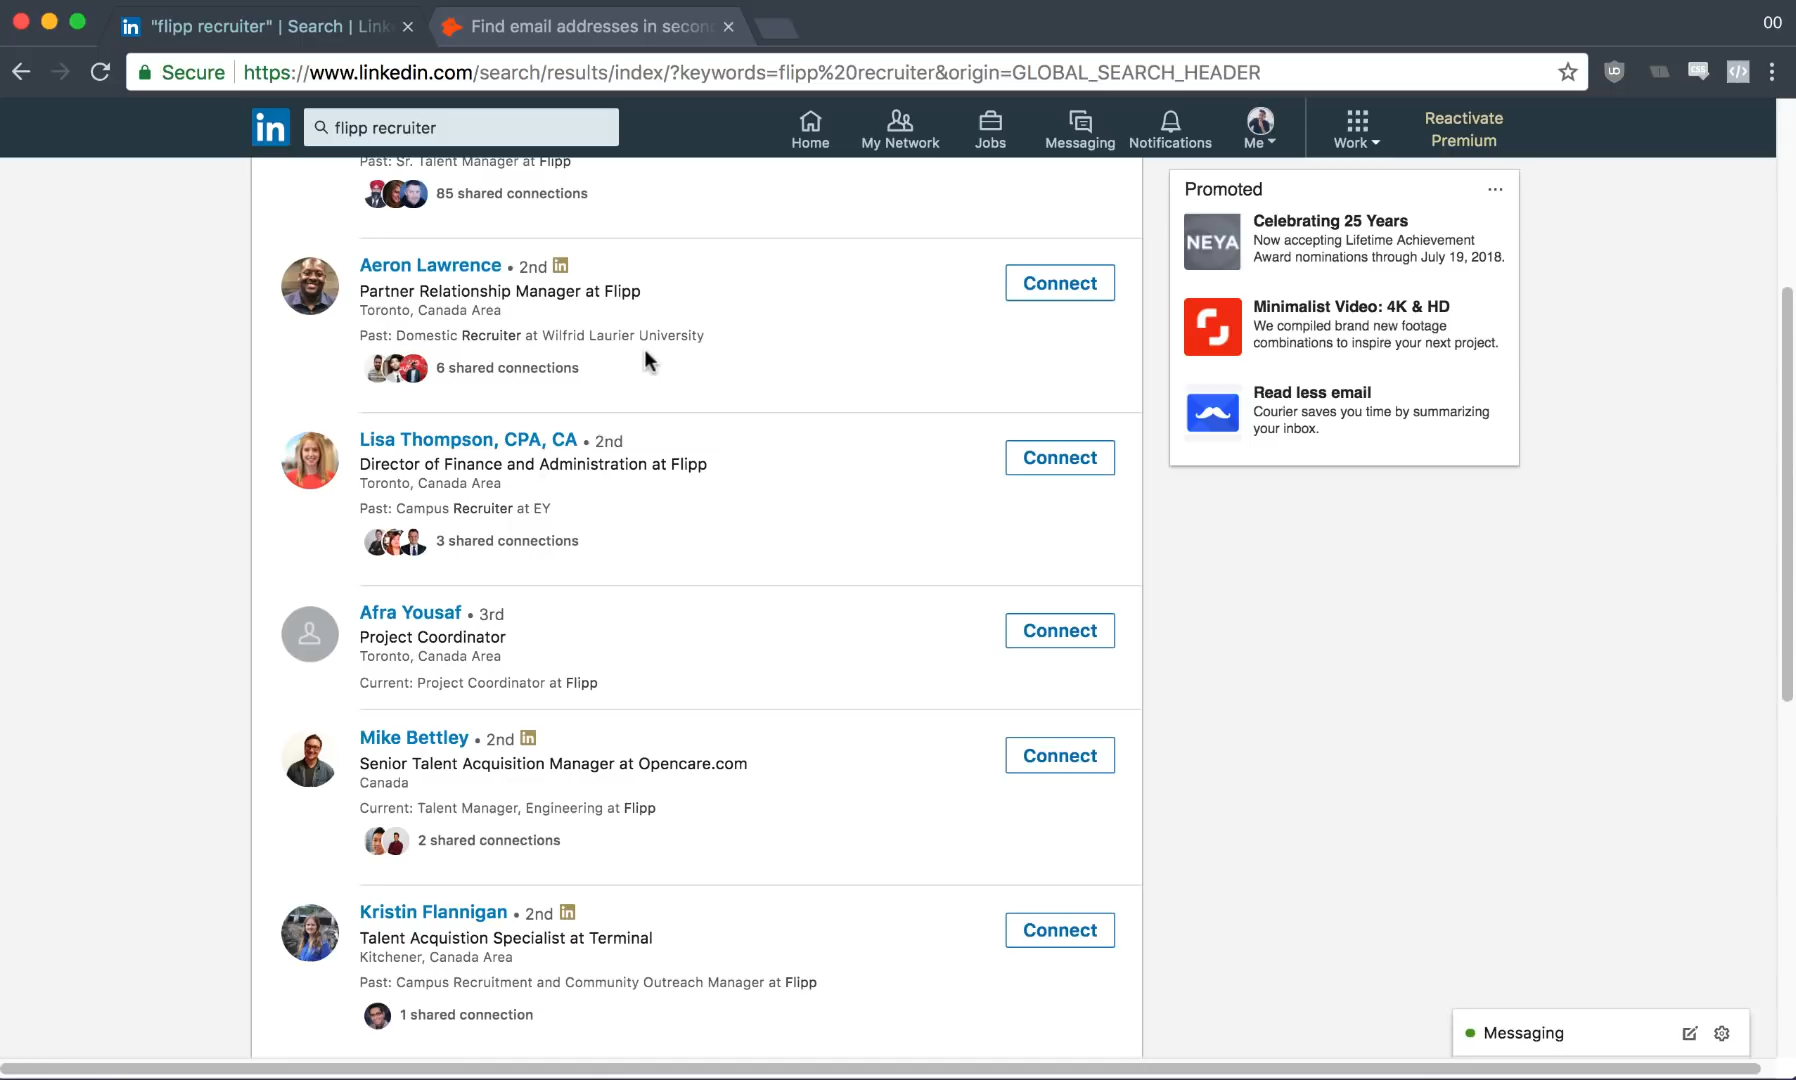 "flipp recruiter" | Search | Link
Find email addresses in secon
Secure
https://www.linkedin.com/search/results/index/?keywords=flipp%20recruiter&origin=GLOBAL_SEARCH_HEADER
in
flipp recruiter
Home
My Network
Jobs
Messaging
Notifications
Me
Work
Reactivate
Premium
Past: Sr. Talent Manager at Flipp
85 shared connections
Aeron Lawrence • 2nd in
Partner Relationship Manager at Flipp
Toronto, Canada Area
Past: Domestic Recruiter at Wilfrid Laurier University
6 shared connections
Connect
Lisa Thompson, CPA, CA • 2nd
Director of Finance and Administration at Flipp
Toronto, Canada Area
Past: Campus Recruiter at EY
3 shared connections
Connect
Afra Yousaf • 3rd
Project Coordinator
Toronto, Canada Area
Current: Project Coordinator at Flipp
Connect
Mike Bettley • 2nd in
Senior Talent Acquisition Manager at Opencare.com
Canada
Current: Talent Manager, Engineering at Flipp
2 shared connections
Connect
Kristin Flannigan • 2nd in
Talent Acquistion Specialist at Terminal
Kitchener, Canada Area
Past: Campus Recruitment and Community Outreach Manager at Flipp
1 shared connection
Connect
Promoted
NEYA
Celebrating 25 Years
Now accepting Lifetime Achievement
Award nominations through July 19, 2018.
Minimalist Video: 4K & HD
We compiled brand new footage
combinations to inspire your next project.
Read less email
Courier saves you time by summarizing
your inbox.
Messaging